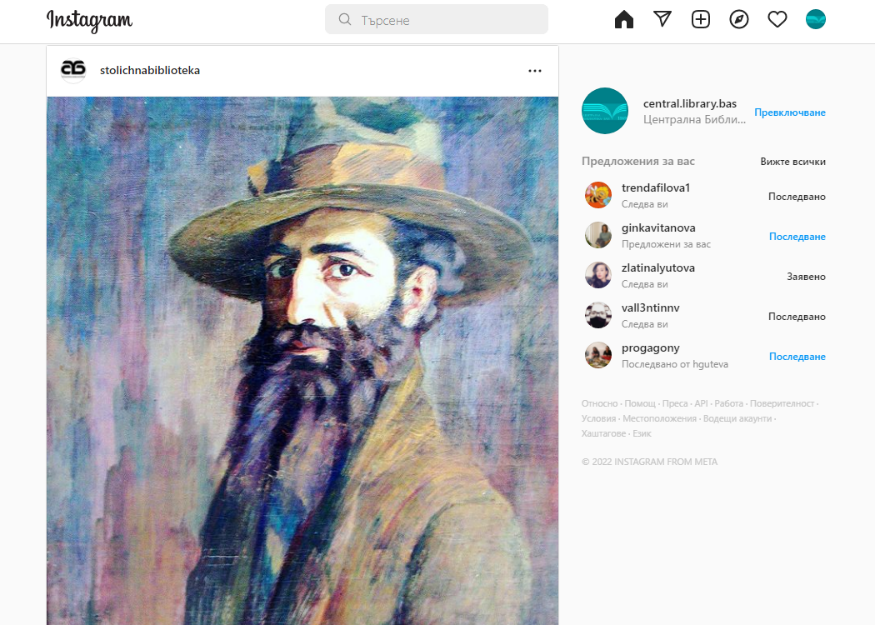 Instagram
Търсене
stolichnabiblioteka
central.library.bas
Централна Библи...
Превключване
Предложения за вас
Вижте всички
trendafilova1
Следва ви
Последвано
ginkavitanova
Предложени за вас
Последване
zlatinalyutova
Следва ви
Заявено
vall3ntinnv
Следва ви
Последвано
progagony
Последвано от hguteva
Последване
Относно · Помощ · Преса · API · Работа · Поверителност ·
Условия · Местоположения · Водещи акаунти ·
Хаштагове · Език
© 2022 INSTAGRAM FROM META